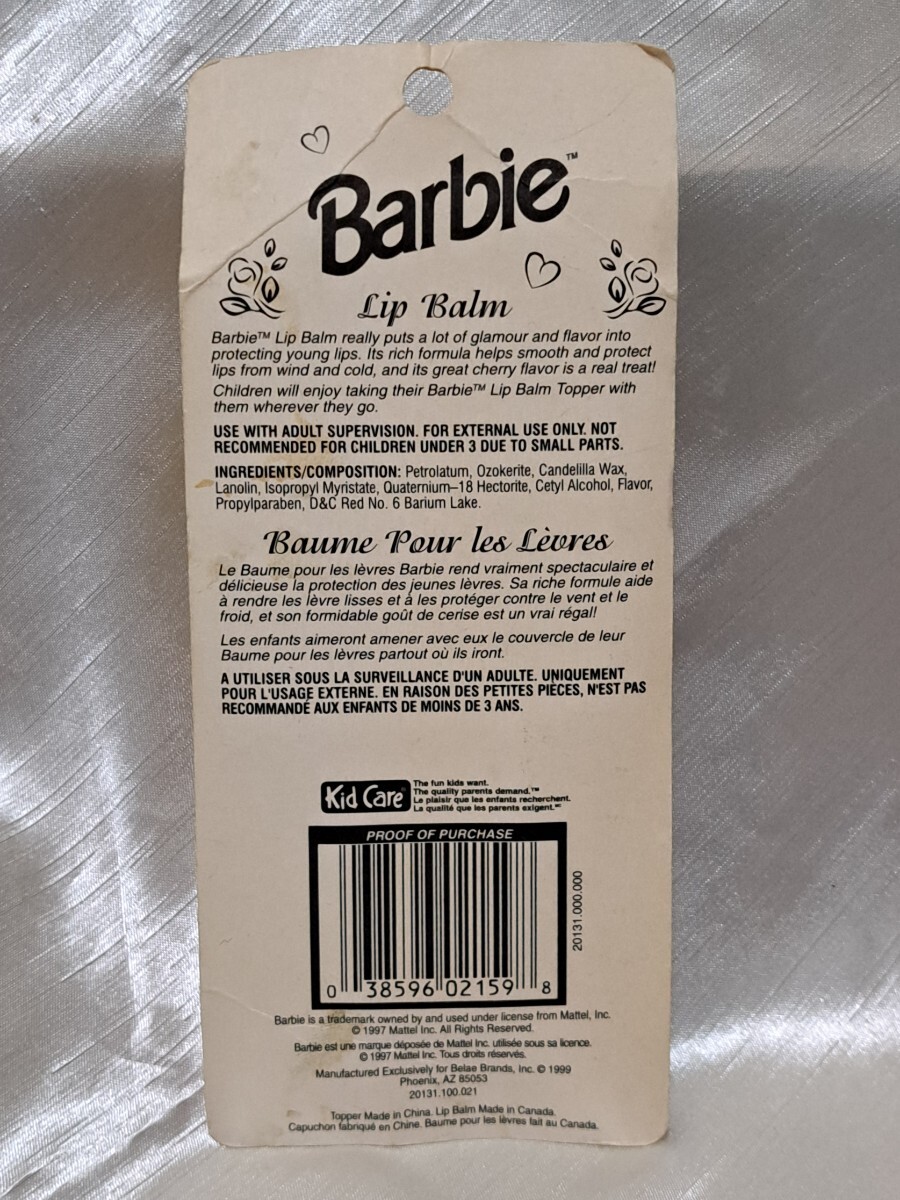 Barbie™
Lip Balm
Barbie™ Lip Balm really puts a lot of glamour and flavor into
protecting young lips. Its rich formula helps smooth and protect
lips from wind and cold, and its great cherry flavor is a real treat!
Children will enjoy taking their Barbie™ Lip Balm Topper with
them wherever they go.
USE WITH ADULT SUPERVISION. FOR EXTERNAL USE ONLY. NOT
RECOMMENDED FOR CHILDREN UNDER 3 DUE TO SMALL PARTS.
INGREDIENTS/COMPOSITION: Petrolatum, Ozokerite, Candelilla Wax,
Lanolin, Isopropyl Myristate, Quaternium–18 Hectorite, Cetyl Alcohol, Flavor,
Propylparaben, D&C Red No. 6 Barium Lake.
Baume Pour les Lèvres
Le Baume pour les lèvres Barbie rend vraiment spectaculaire et
délicieuse la protection des jeunes lèvres. Sa riche formule aide
à rendre les lèvre lisses et à les protéger contre le vent et le
froid, et son formidable goût de cerise est un vrai régal!
Les enfants aimeront amener avec eux le couvercle de leur
Baume pour les lèvres partout où ils iront.
A UTILISER SOUS LA SURVEILLANCE D'UN ADULTE. UNIQUEMENT
POUR L'USAGE EXTERNE. EN RAISON DES PETITES PIÈCES, N'EST PAS
RECOMMANDÉ AUX ENFANTS DE MOINS DE 3 ANS.
Kid Care
The fun kids want.
The quality parents demand.™
Le plaisir que les enfants recherchent.
La qualité que les parents exigent.™
PROOF OF PURCHASE
20131.000.000
0 38596 02159 8
Barbie is a trademark owned by and used under license from Mattel, Inc.
© 1997 Mattel Inc. All Rights Reserved.
Barbie est une marque déposée de Mattel Inc. utilisée sous sa licence.
© 1997 Mattel Inc. Tous droits réservés.
Manufactured Exclusively for Belae Brands, Inc. © 1999
Phoenix, AZ 85053
20131.100.021
Topper Made in China. Lip Balm Made in Canada.
Capuchon fabriqué en Chine. Baume pour les lèvres fait au Canada.